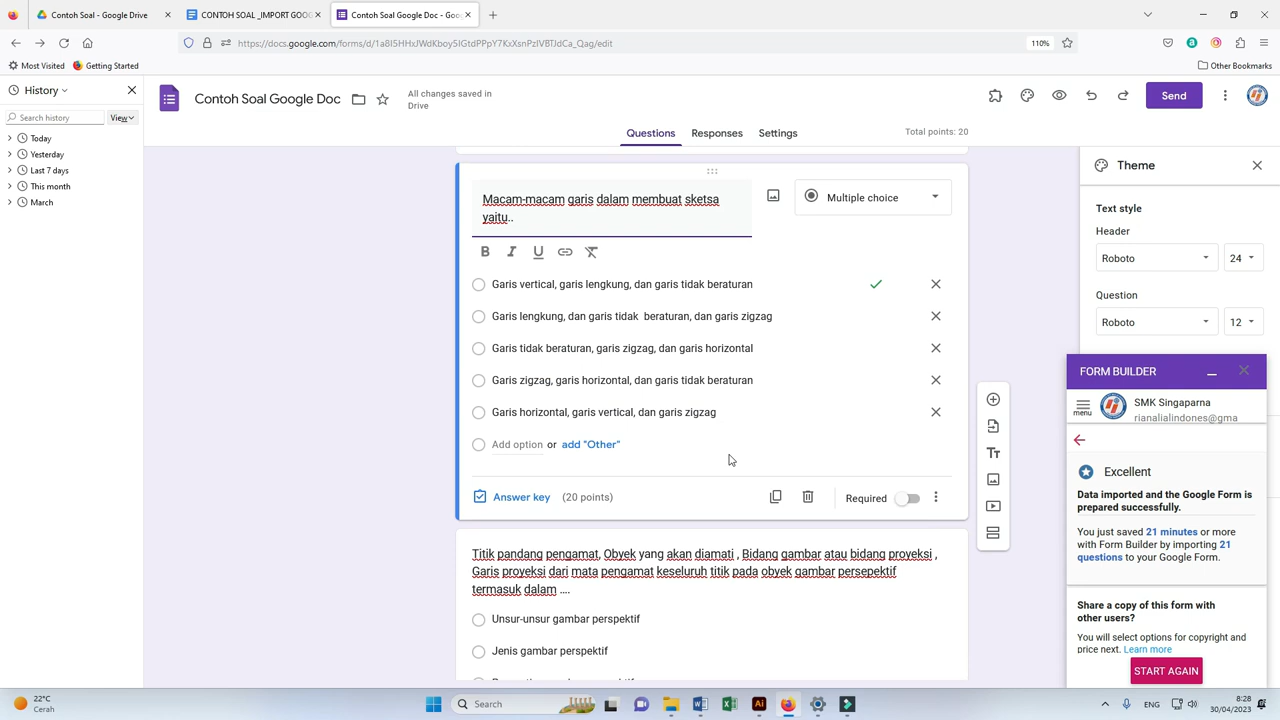 Contoh Soal - Google Drive
CONTOH SOAL _IMPORT GOOG
Contoh Soal Google Doc - Goo
https://docs.google.com/forms/d/1a8I5HHxJWdKboy5IGtdPPpY7KxXsnPzIVBTJdCa_Qag/edit
110%
Most Visited
Getting Started
Other Bookmarks
History
Search history
View
Today
Yesterday
Last 7 days
This month
March
Contoh Soal Google Doc
All changes saved in
Drive
Send
Questions
Responses
Settings
Total points: 20
Macam-macam garis dalam membuat sketsa
yaitu..
Multiple choice
B I U
Garis vertical, garis lengkung, dan garis tidak beraturan
Garis lengkung, dan garis tidak  beraturan, dan garis zigzag
Garis tidak beraturan, garis zigzag, dan garis horizontal
Garis zigzag, garis horizontal, dan garis tidak beraturan
Garis horizontal, garis vertical, dan garis zigzag
Add option or add "Other"
Answer key (20 points)
Required
Titik pandang pengamat, Obyek yang akan diamati , Bidang gambar atau bidang proyeksi ,
Garis proyeksi dari mata pengamat keseluruh titik pada obyek gambar persepektif
termasuk dalam ....
Unsur-unsur gambar perspektif
Jenis gambar perspektif
Theme
Text style
Header
Roboto
24
Question
Roboto
12
FORM BUILDER
menu
SMK Singaparna
rianalialindones@gma
Excellent
Data imported and the Google Form is
prepared successfully.
You just saved 21 minutes or more
with Form Builder by importing 21
questions to your Google Form.
Share a copy of this form with
other users?
You will select options for copyright and
price next. Learn more
START AGAIN
22°C
Cerah
Search
8:28
30/04/2023